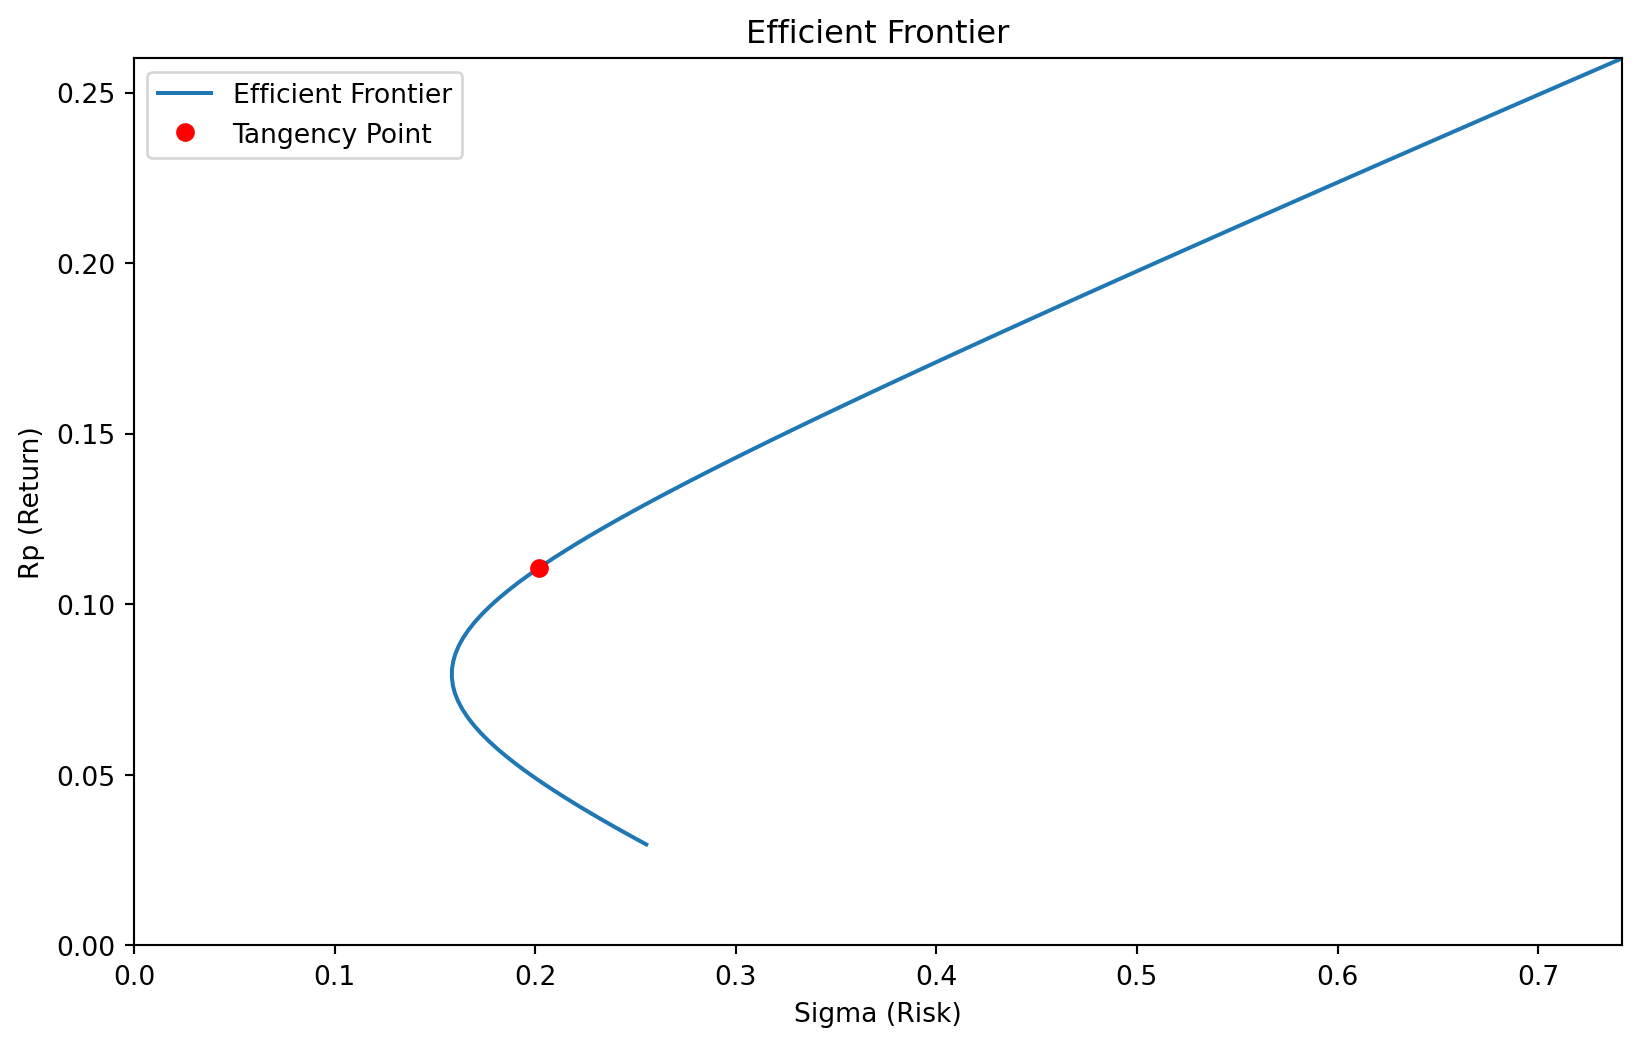 Efficient Frontier
Efficient Frontier
Tangency Point
0.25
0.20
0.15
0.10
0.05
0.00
Rp (Return)
0.0 0.1 0.2 0.3 0.4 0.5 0.6 0.7
Sigma (Risk)